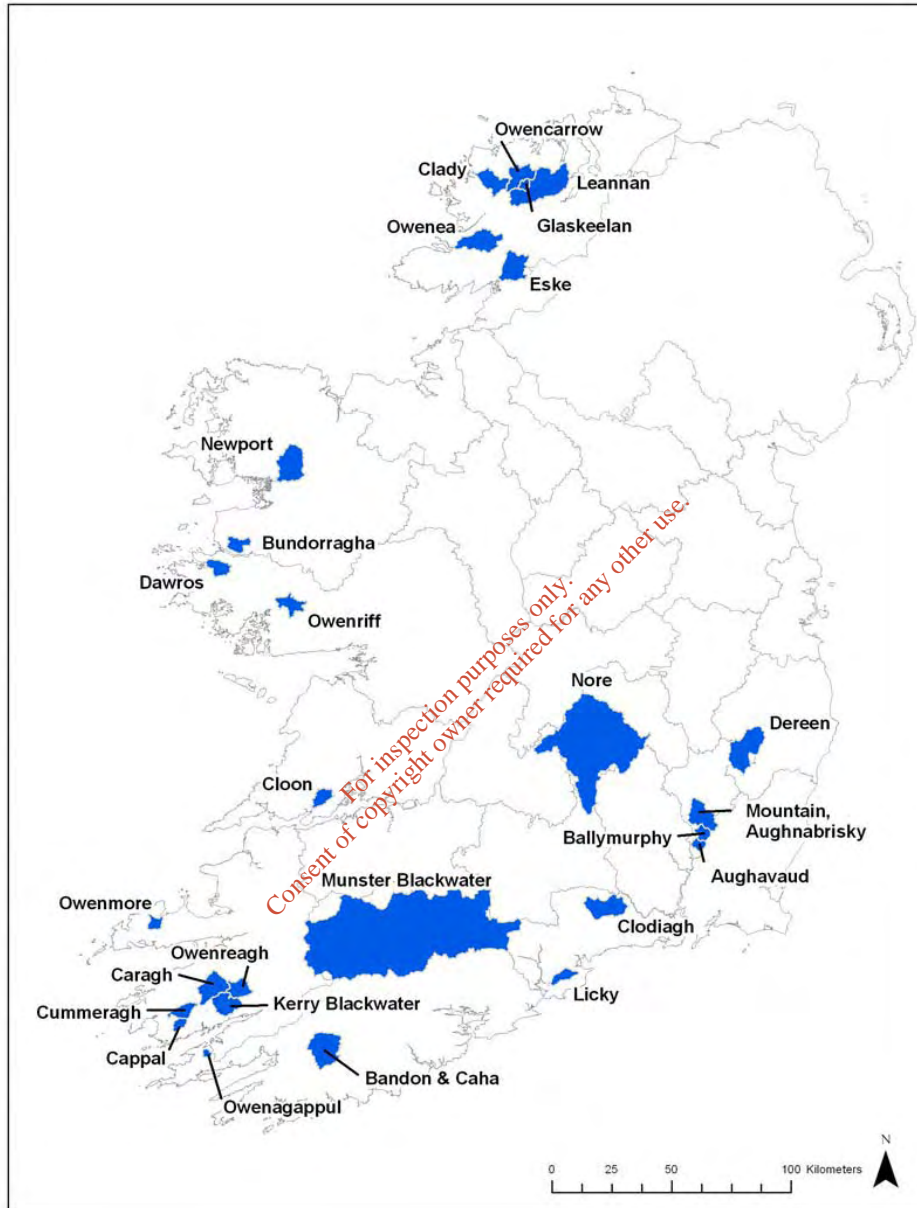 Owencarrow
Clady
Leannan
Glaskeelan
Owenea
Eske
Newport
Bundorragha
Dawros
Owenriff
For inspection purposes only.
Consent of copyright owner required for any other use.
Nore
Dereen
Cloon
Mountain,
Aughnabrisky
Ballymurphy
Aughavaud
Munster Blackwater
Owenmore
Clodiagh
Owenreagh
Caragh
Licky
Cummeragh
Kerry Blackwater
Cappal
Bandon & Caha
Owenagappul
N
0 25 50 100 Kilometers